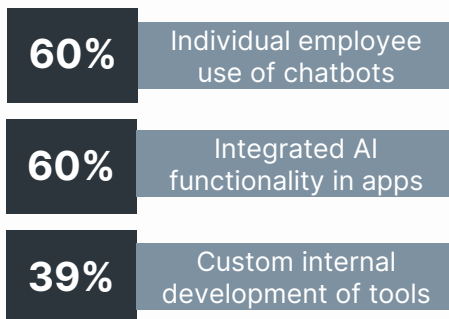 60%
Individual employee
use of chatbots
60%
Integrated AI
functionality in apps
39%
Custom internal
development of tools